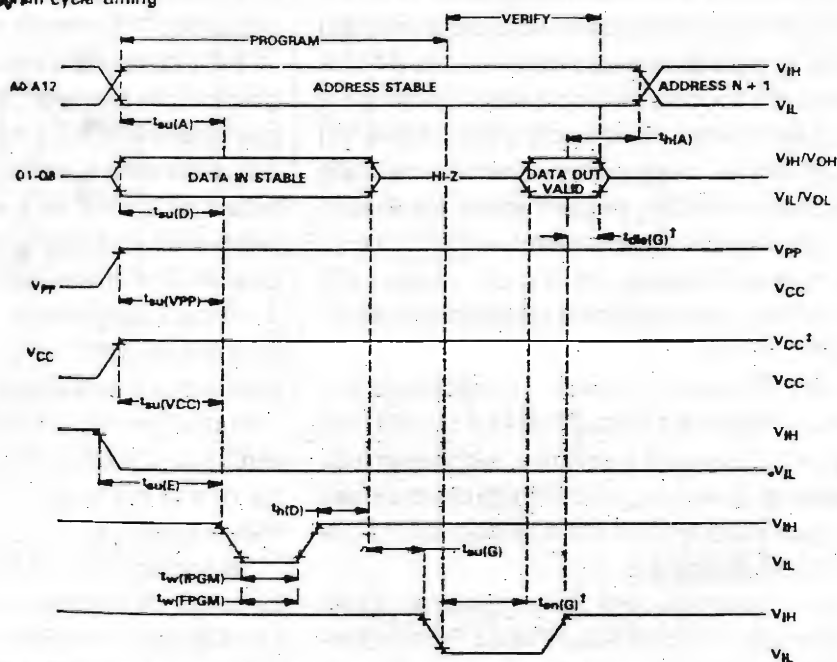 cycle timing
VERIFY
PROGRAM
A0 A12
ADDRESS STABLE
ADDRESS N + 1
VIH
VIL
tsu(A)
th(A)
O1-O8
DATA IN STABLE
HI-Z
DATA OUT
VALID
VIH/VOH
VIL/VOL
tsu(D)
tdis(G)†
VPP
VPP
VCC
tsu(VPP)
VCC
VCC‡
VCC
tsu(VCC)
VIH
VIL
tsu(E)
th(D)
VIH
tsu(G)
VIL
tw(IPGM)
tw(FPGM)
ten(G)†
VIH
VIL